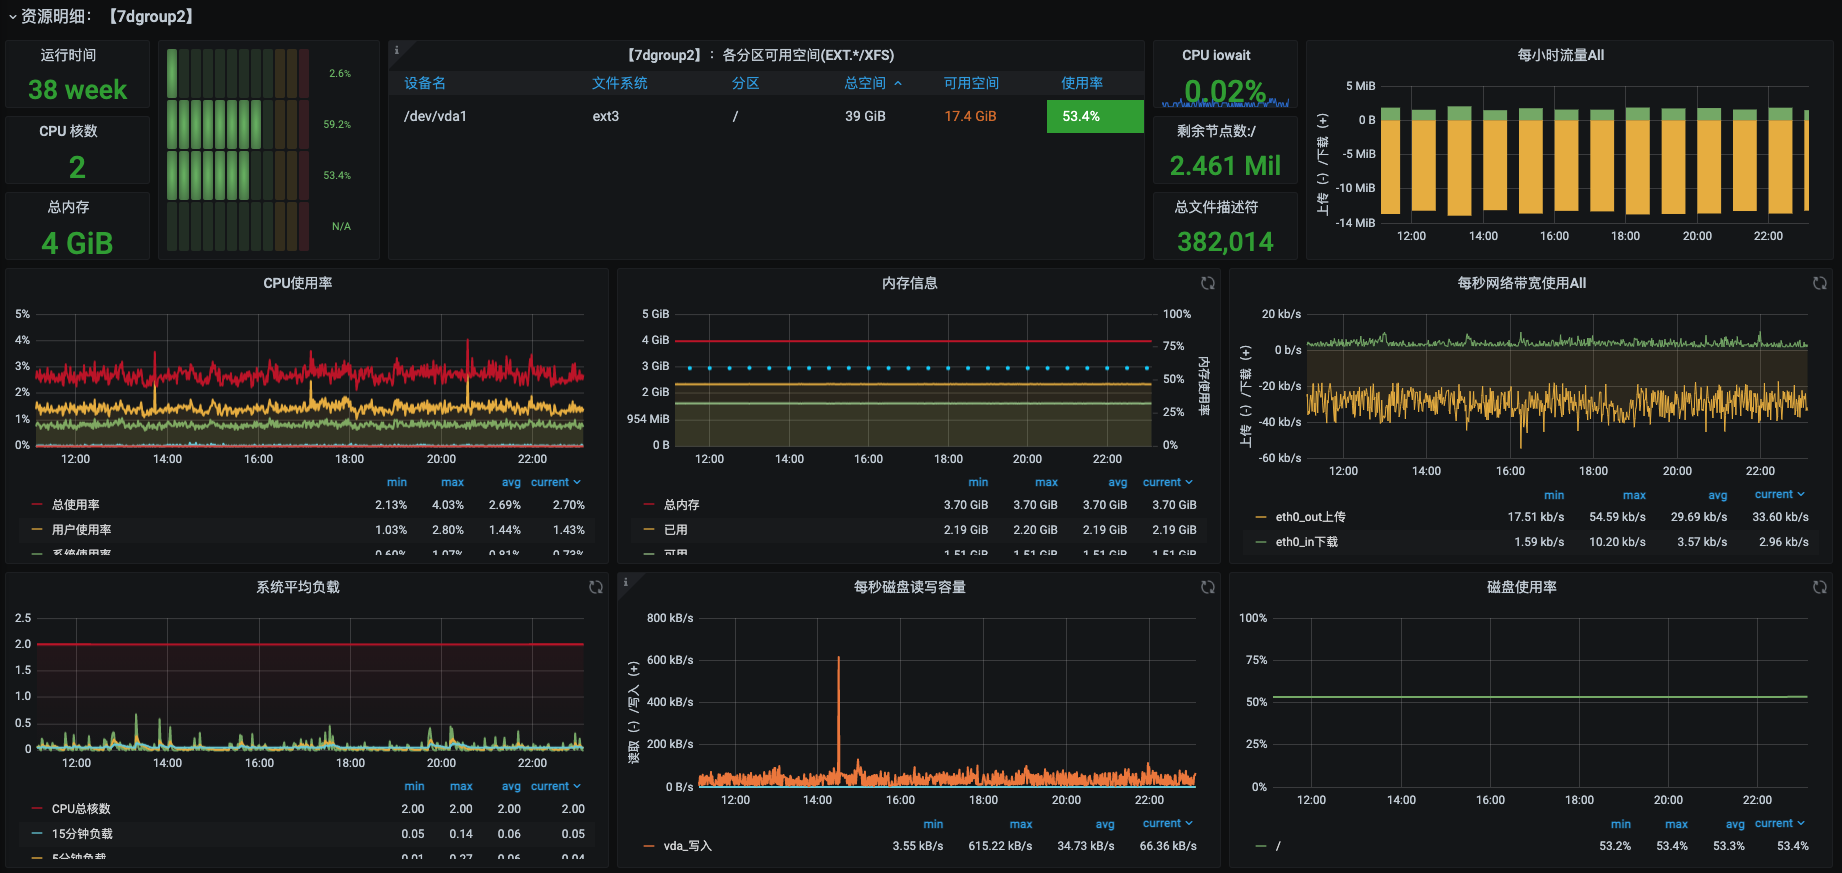 资源明细：【7dgroup2】
运行时间
38 week
CPU 核数
2
总内存
4 GiB
2.6%
59.2%
53.4%
N/A
【7dgroup2】：各分区可用空间(EXT.*/XFS)
设备名 文件系统 分区 总空间 可用空间 使用率
/dev/vda1 ext3 / 39 GiB 17.4 GiB 53.4%
CPU iowait
0.02%
剩余节点数:/
2.461 Mil
总文件描述符
382,014
每小时流量All
上传（-）/下载（+）
5 MiB
0 B
-5 MiB
-10 MiB
-14 MiB
12:00 14:00 16:00 18:00 20:00 22:00
CPU使用率
5%
4%
3%
2%
1%
0%
12:00 14:00 16:00 18:00 20:00 22:00
min max avg current
总使用率 2.13% 4.03% 2.69% 2.70%
用户使用率 1.03% 2.80% 1.44% 1.43%
系统使用率 0.60% 1.07% 0.81% 0.73%
内存信息
5 GiB
4 GiB
3 GiB
2 GiB
954 MiB
0 B
100%
75%
50%
25%
0%
内存使用率
12:00 14:00 16:00 18:00 20:00 22:00
min max avg current
总内存 3.70 GiB 3.70 GiB 3.70 GiB 3.70 GiB
已用 2.19 GiB 2.20 GiB 2.19 GiB 2.19 GiB
可用 1.51 GiB 1.51 GiB 1.51 GiB 1.51 GiB
每秒网络带宽使用All
上传（-）/下载（+）
20 kb/s
0 b/s
-20 kb/s
-40 kb/s
-60 kb/s
12:00 14:00 16:00 18:00 20:00 22:00
min max avg current
eth0_out上传 17.51 kb/s 54.59 kb/s 29.69 kb/s 33.60 kb/s
eth0_in下载 1.59 kb/s 10.20 kb/s 3.57 kb/s 2.96 kb/s
系统平均负载
2.5
2.0
1.5
1.0
0.5
0
12:00 14:00 16:00 18:00 20:00 22:00
min max avg current
CPU总核数 2.00 2.00 2.00 2.00
15分钟负载 0.05 0.14 0.06 0.05
5分钟负载 0.01 0.27 0.06 0.04
每秒磁盘读写容量
读取（-）/写入（+）
800 kB/s
600 kB/s
400 kB/s
200 kB/s
0 B/s
12:00 14:00 16:00 18:00 20:00 22:00
min max avg current
vda_写入 3.55 kB/s 615.22 kB/s 34.73 kB/s 66.36 kB/s
磁盘使用率
100%
75%
50%
25%
0%
12:00 14:00 16:00 18:00 20:00 22:00
min max avg current
/ 53.2% 53.4% 53.3% 53.4%